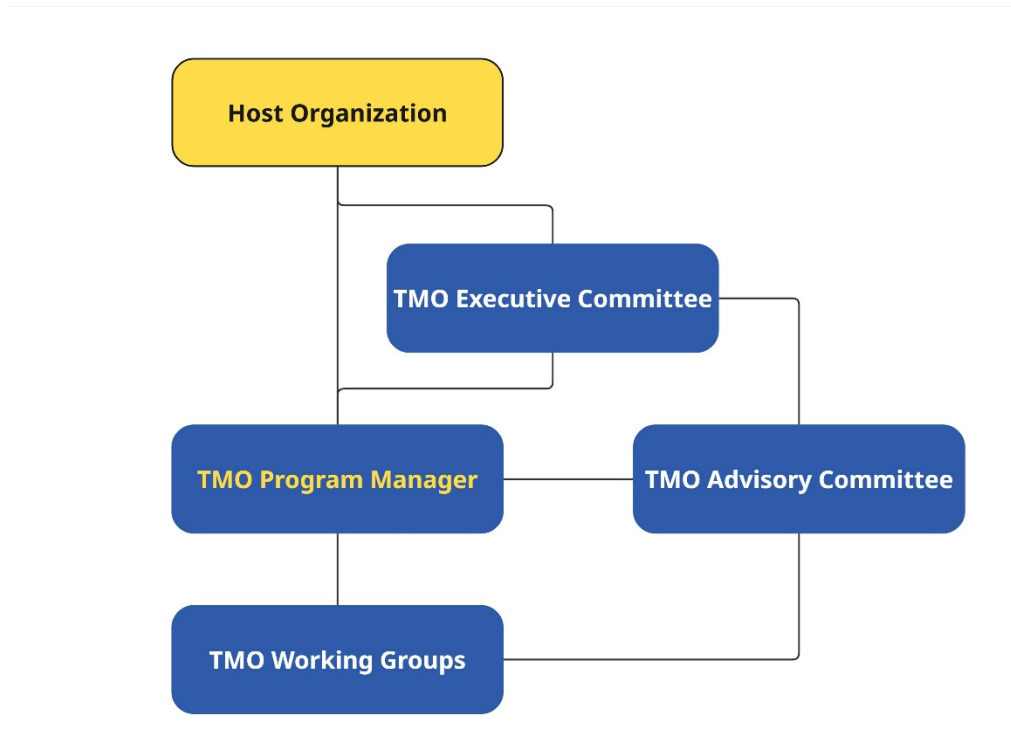 Host Organization
TMO Executive Committee
TMO Program Manager
TMO Advisory Committee
TMO Working Groups